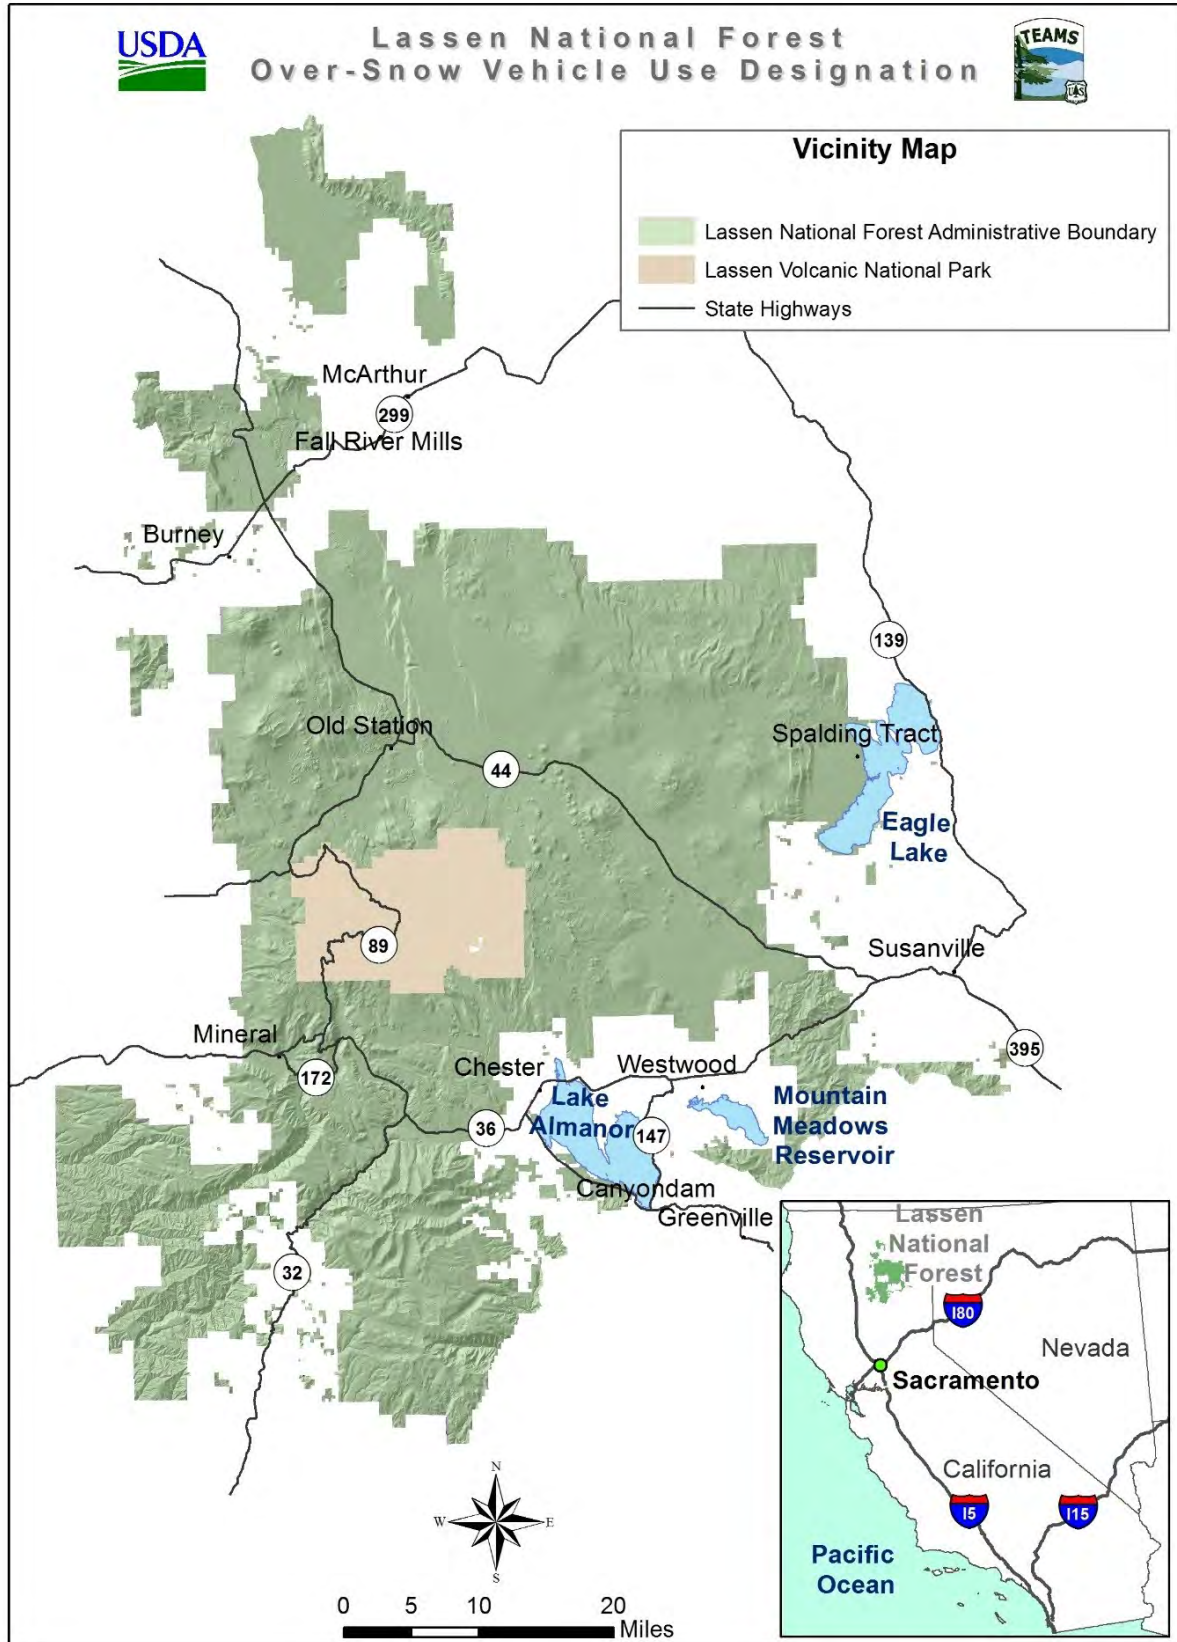 USDA
Lassen National Forest
Over-Snow Vehicle Use Designation
TEAMS
US
Vicinity Map
Lassen National Forest Administrative Boundary
Lassen Volcanic National Park
State Highways
McArthur
299
Fall River Mills
Burney
139
Old Station
Spalding Tract
44
Eagle
Lake
89
Susanville
Mineral
172
395
Chester
Westwood
Lake
Almanor
36
147
Mountain
Meadows
Reservoir
Canyondam
Greenville
32
Lassen
National
Forest
I80
Nevada
Sacramento
California
I5
I15
Pacific
Ocean
N
W
E
S
0 5 10 20
Miles